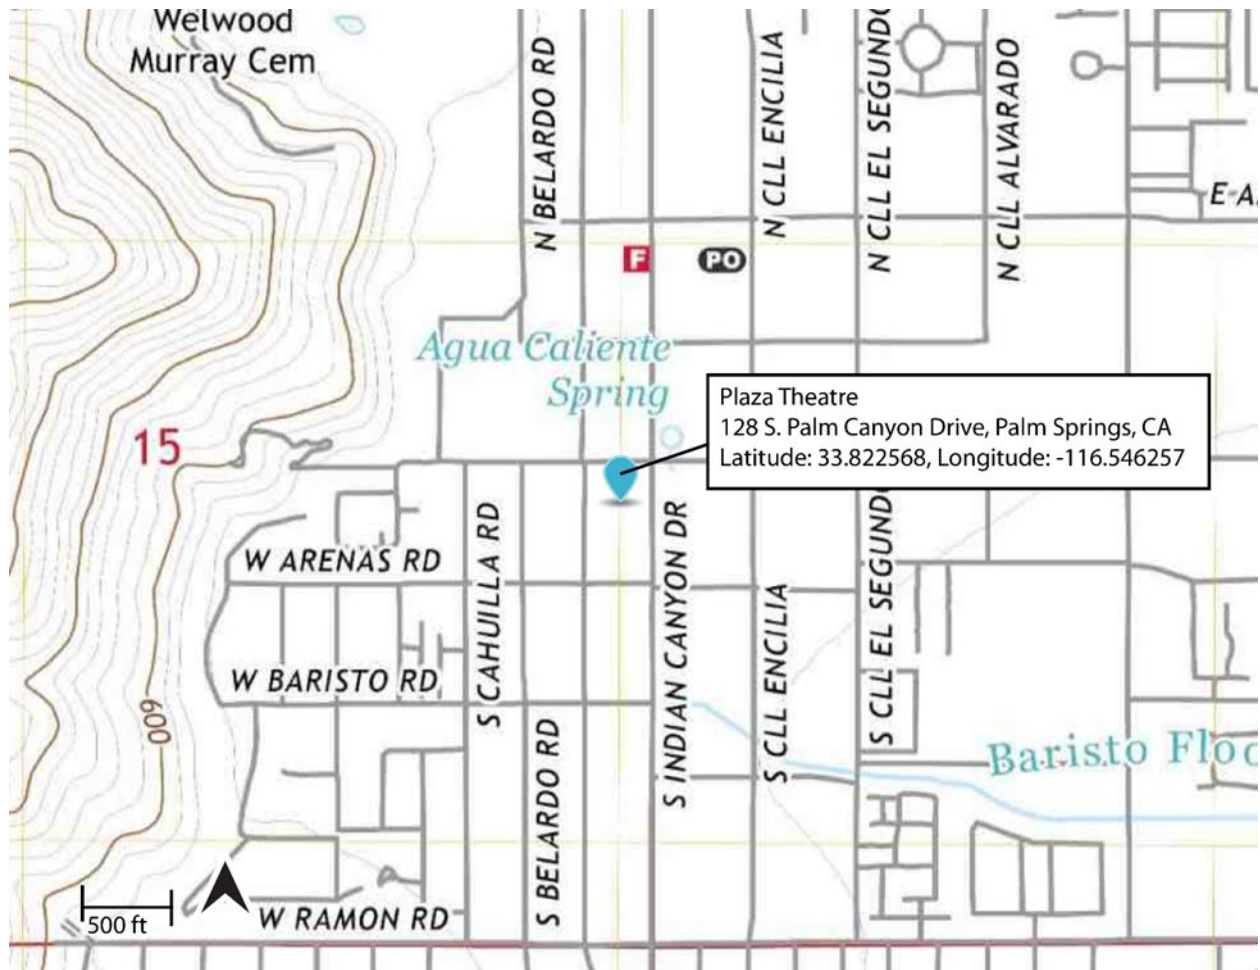 Welwood
Murray Cem
N BELARDO RD
N CLL ENCILIA
N CLL EL SEGUNDO
N CLL ALVARADO
E-A
F
PO
Agua Caliente
Spring
Plaza Theatre
128 S. Palm Canyon Drive, Palm Springs, CA
Latitude: 33.822568, Longitude: -116.546257
15
W ARENAS RD
S CAHUILLA RD
S INDIAN CANYON DR
S CLL ENCILIA
S CLL EL SEGUNDO
W BARISTO RD
600
S BELARDO RD
Baristo Floo
500 ft
W RAMON RD